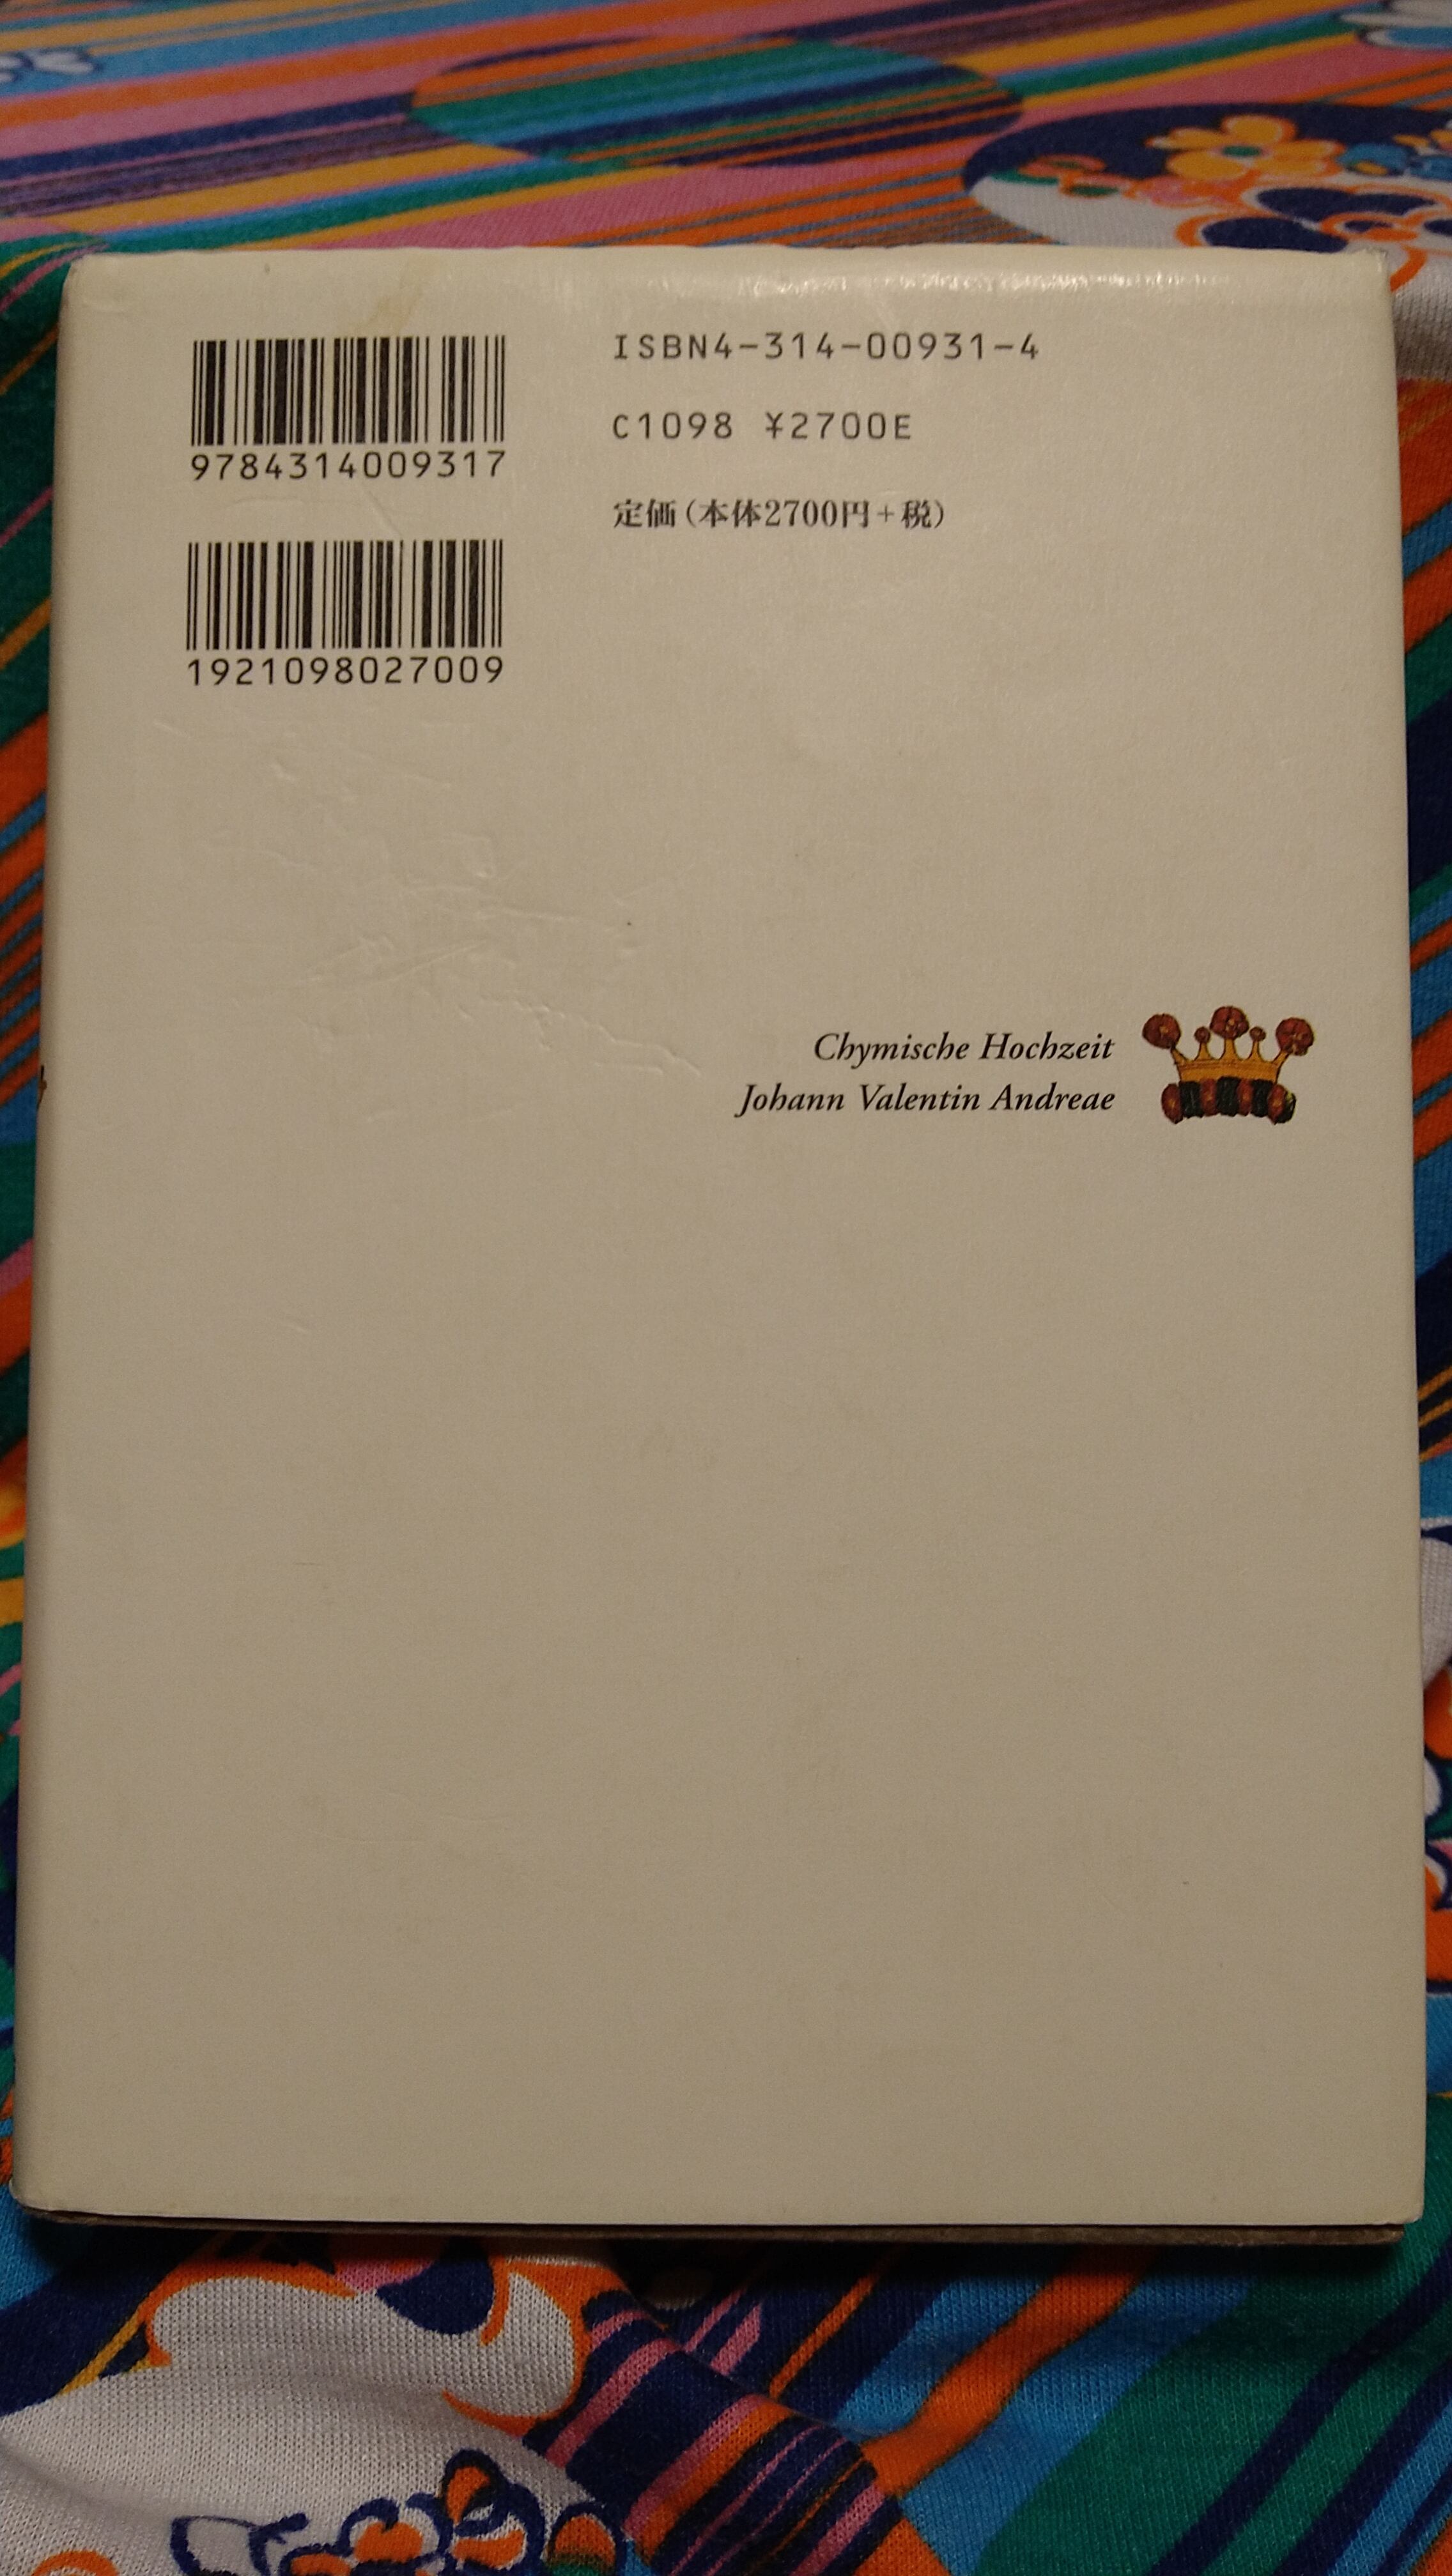 ISBN4-314-00931-4
C1098 ¥2700E
9784314009317
定価(本体2700円+税)
1921098027009
Chymische Hochzeit
Johann Valentin Andreae